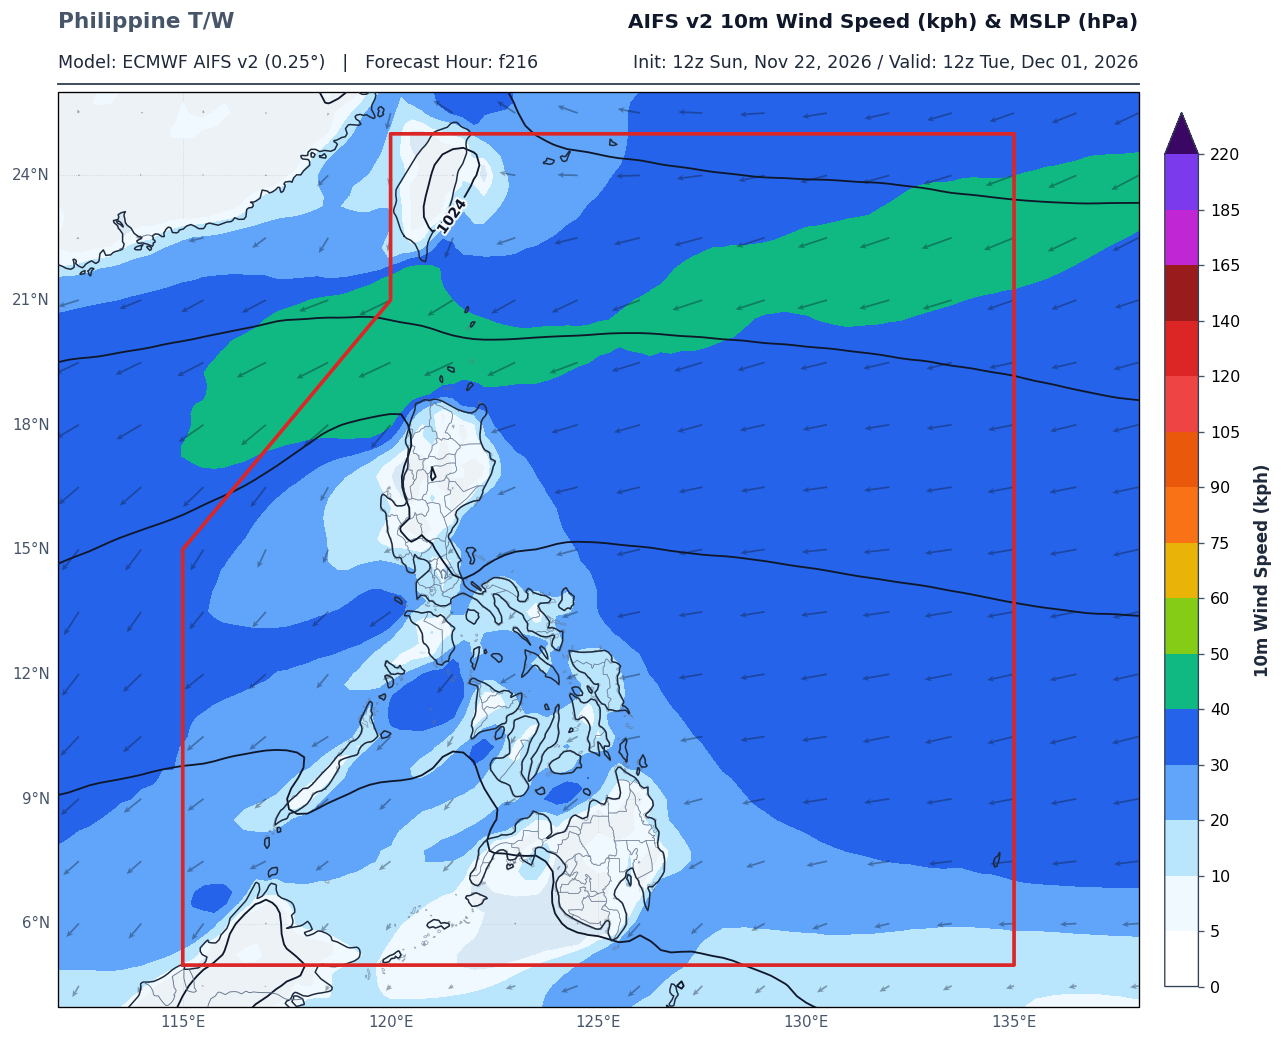 Philippine T/W
AIFS v2 10m Wind Speed (kph) & MSLP (hPa)
Model: ECMWF AIFS v2 (0.25°)   |   Forecast Hour: f216
Init: 12z Sun, Nov 22, 2026 / Valid: 12z Tue, Dec 01, 2026
24°N
21°N
18°N
15°N
12°N
9°N
6°N
1024
115°E
120°E
125°E
130°E
135°E
220
185
165
140
120
105
90
75
60
50
40
30
20
10
5
0
10m Wind Speed (kph)